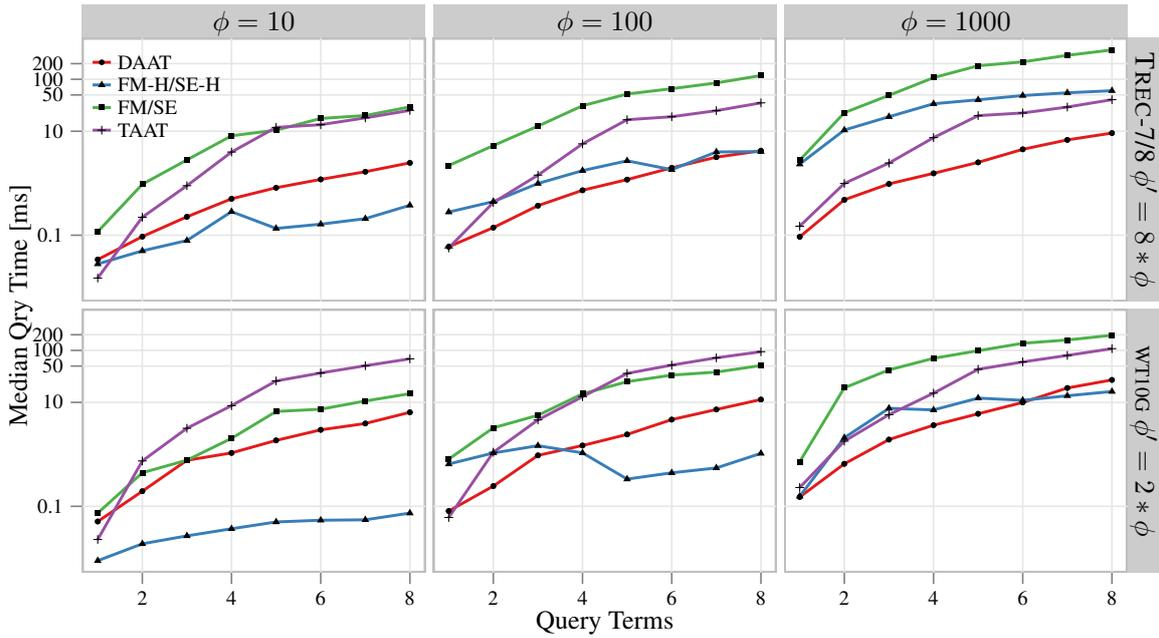 ϕ = 10 ϕ = 100 ϕ = 1000
DAAT
FM-H/SE-H
FM/SE
TAAT
200
100
50
10
0.1
TREC-7/8 ϕ′ = 8 ∗ ϕ
Median Qry Time [ms]
200
100
50
10
0.1
WT10G ϕ′ = 2 ∗ ϕ
2 4 6 8 2 4 6 8 2 4 6 8
Query Terms